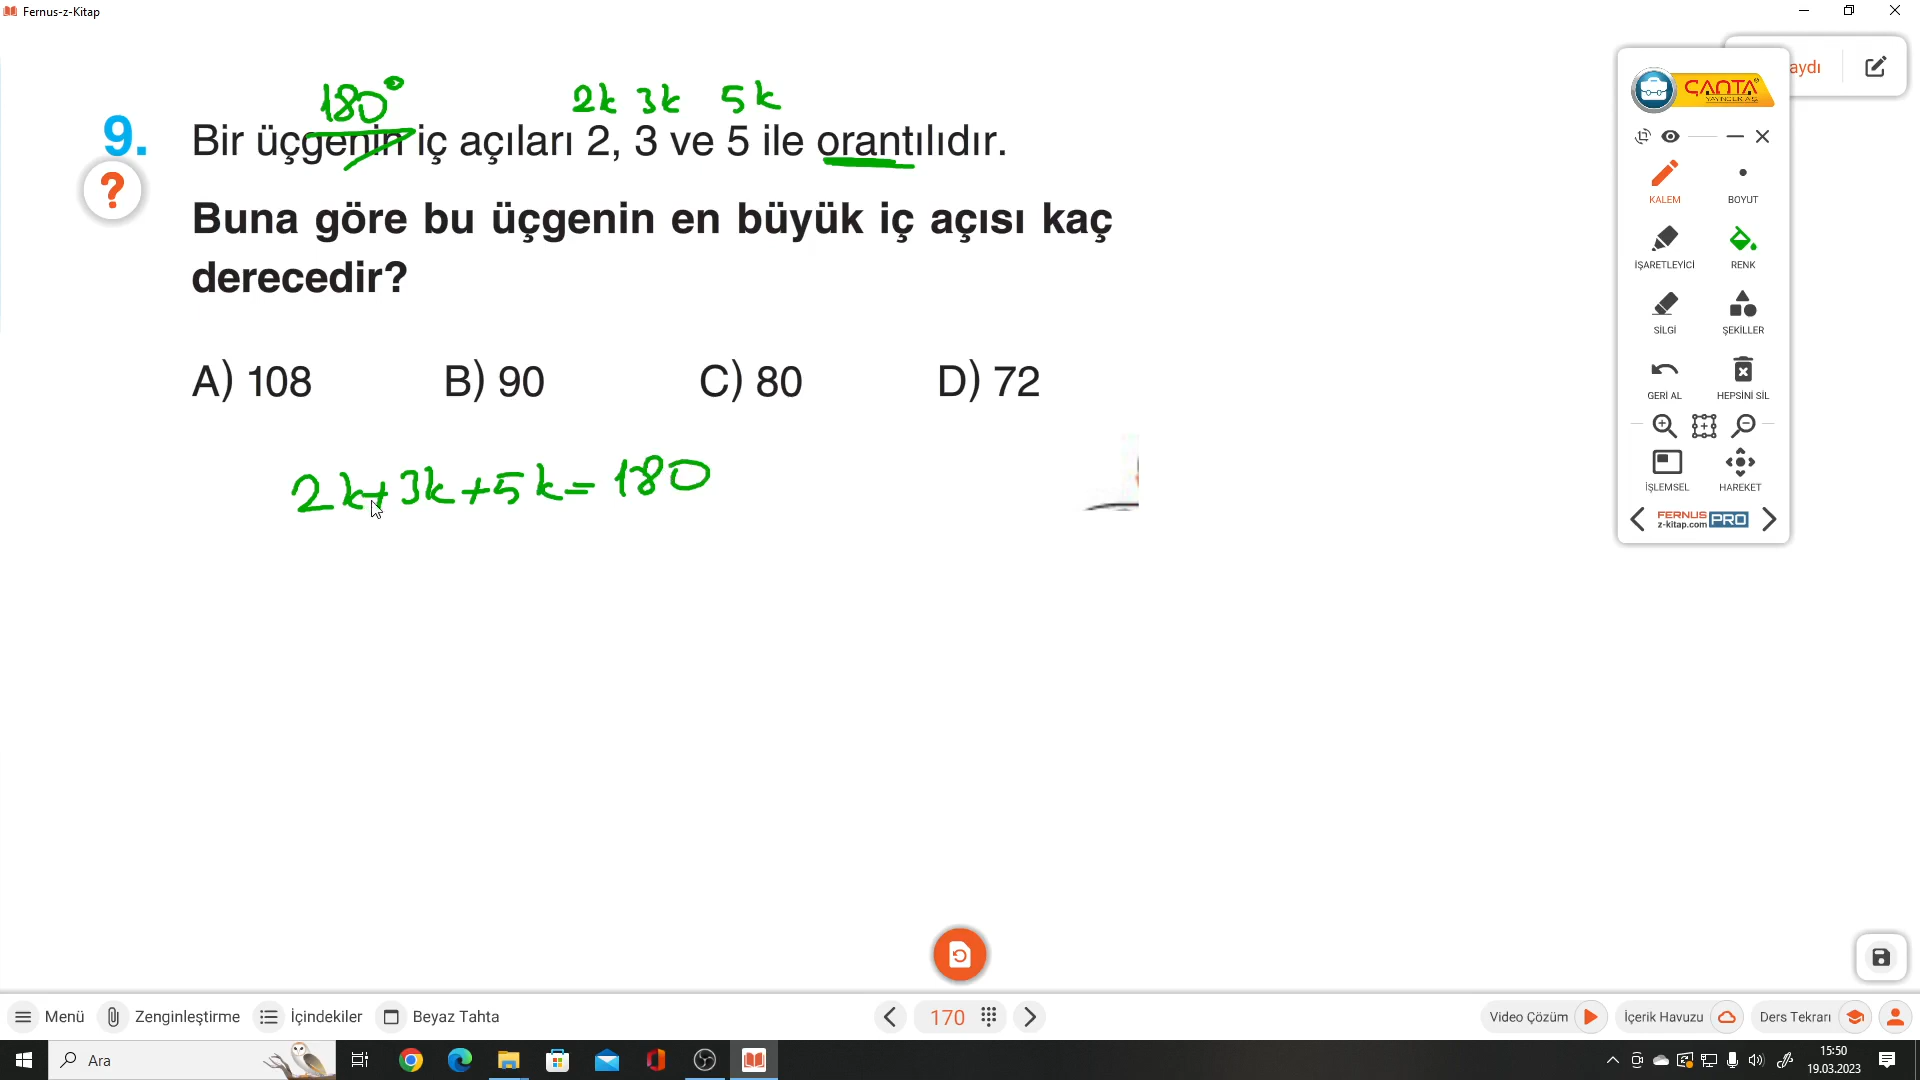 Fernus-z-Kitap
180°
2k 3k 5k
9. Bir üçgenin iç açıları 2, 3 ve 5 ile orantılıdır.
?
Buna göre bu üçgenin en büyük iç açısı kaç
derecedir?
A) 108 B) 90 C) 80 D) 72
2k+3k+5k=180
aydı
ÇANTA
YAYINCILIK A.Ş.
KALEM BOYUT
İŞARETLEYİCİ RENK
SİLGİ ŞEKİLLER
GERİ AL HEPSİNİ SİL
İŞLEMSEL HAREKET
FERNUS
z-kitap.com PRO
Menü Zenginleştirme İçindekiler Beyaz Tahta 170 Video Çözüm İçerik Havuzu Ders Tekrarı
Ara
15:50
19.03.2023